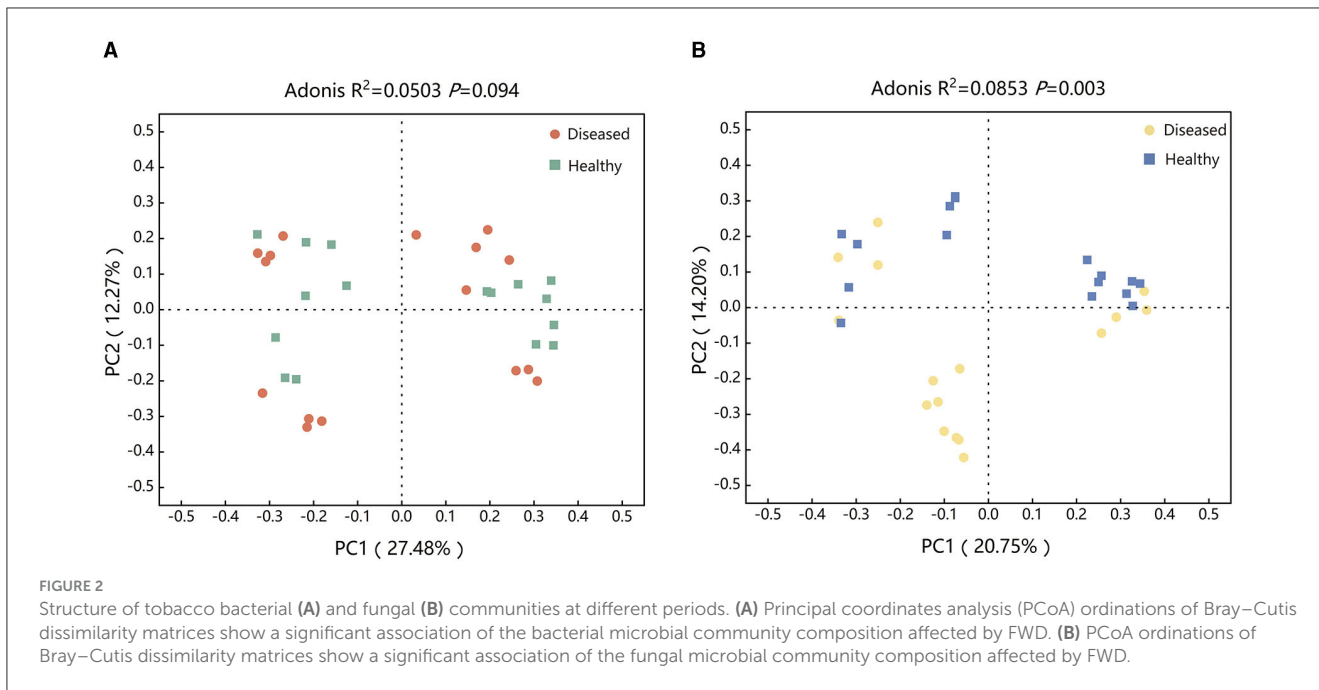 A
Adonis R²=0.0503 P=0.094
Diseased
Healthy
0.5
0.4
0.3
0.2
0.1
0.0
-0.1
-0.2
-0.3
-0.4
-0.5
PC2 ( 12.27% )
-0.5 -0.4 -0.3 -0.2 -0.1 0.0 0.1 0.2 0.3 0.4 0.5
PC1 ( 27.48% )
B
Adonis R²=0.0853 P=0.003
Diseased
Healthy
0.5
0.4
0.3
0.2
0.1
0.0
-0.1
-0.2
-0.3
-0.4
-0.5
PC2 ( 14.20% )
-0.5 -0.4 -0.3 -0.2 -0.1 0.0 0.1 0.2 0.3 0.4 0.5
PC1 ( 20.75% )
FIGURE 2
Structure of tobacco bacterial (A) and fungal (B) communities at different periods. (A) Principal coordinates analysis (PCoA) ordinations of Bray–Cutis
dissimilarity matrices show a significant association of the bacterial microbial community composition affected by FWD. (B) PCoA ordinations of
Bray–Cutis dissimilarity matrices show a significant association of the fungal microbial community composition affected by FWD.